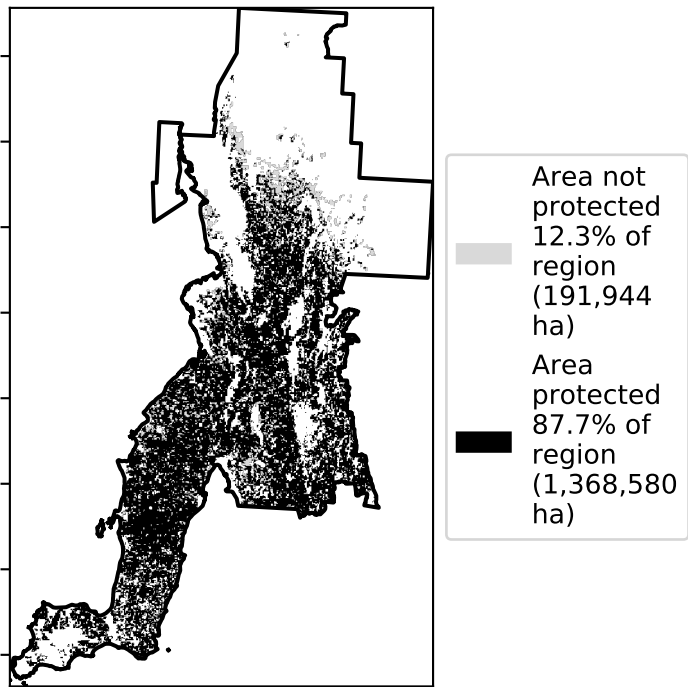 Area not
protected
12.3% of
region
(191,944
ha)
Area
protected
87.7% of
region
(1,368,580
ha)